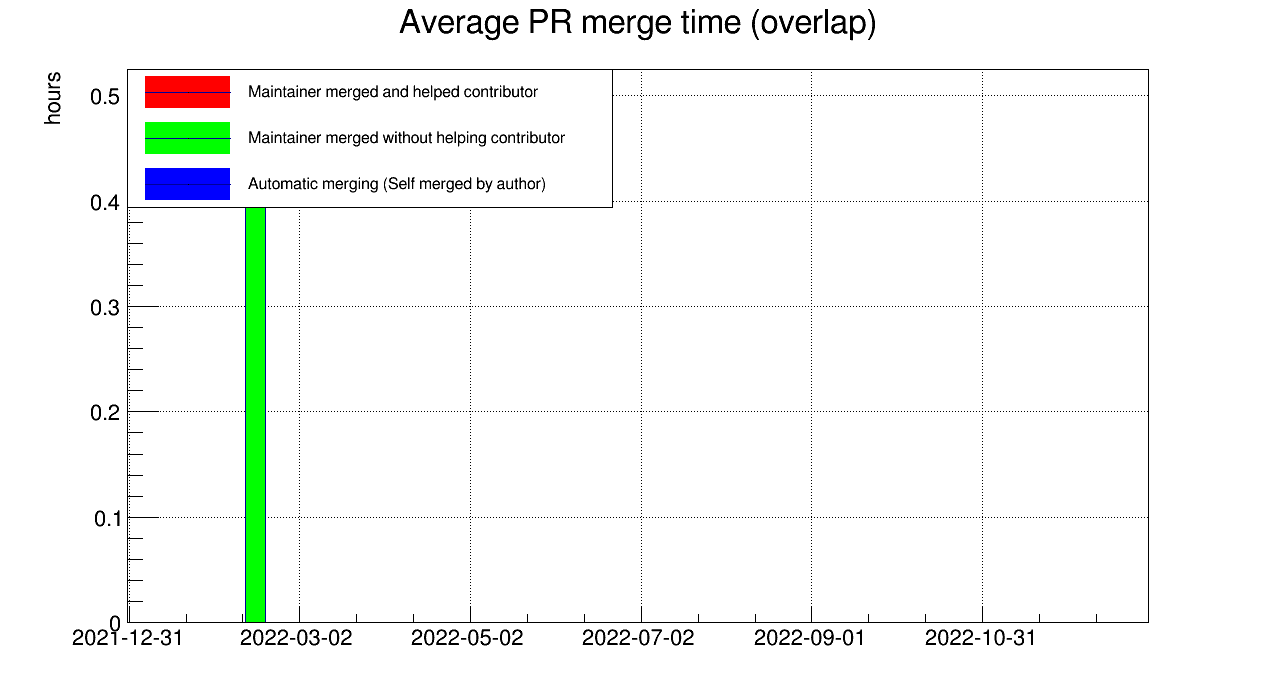 Average PR merge time (overlap)
hours
Maintainer merged and helped contributor
Maintainer merged without helping contributor
Automatic merging (Self merged by author)
0.5
0.4
0.3
0.2
0.1
0
2021-12-31 2022-03-02 2022-05-02 2022-07-02 2022-09-01 2022-10-31